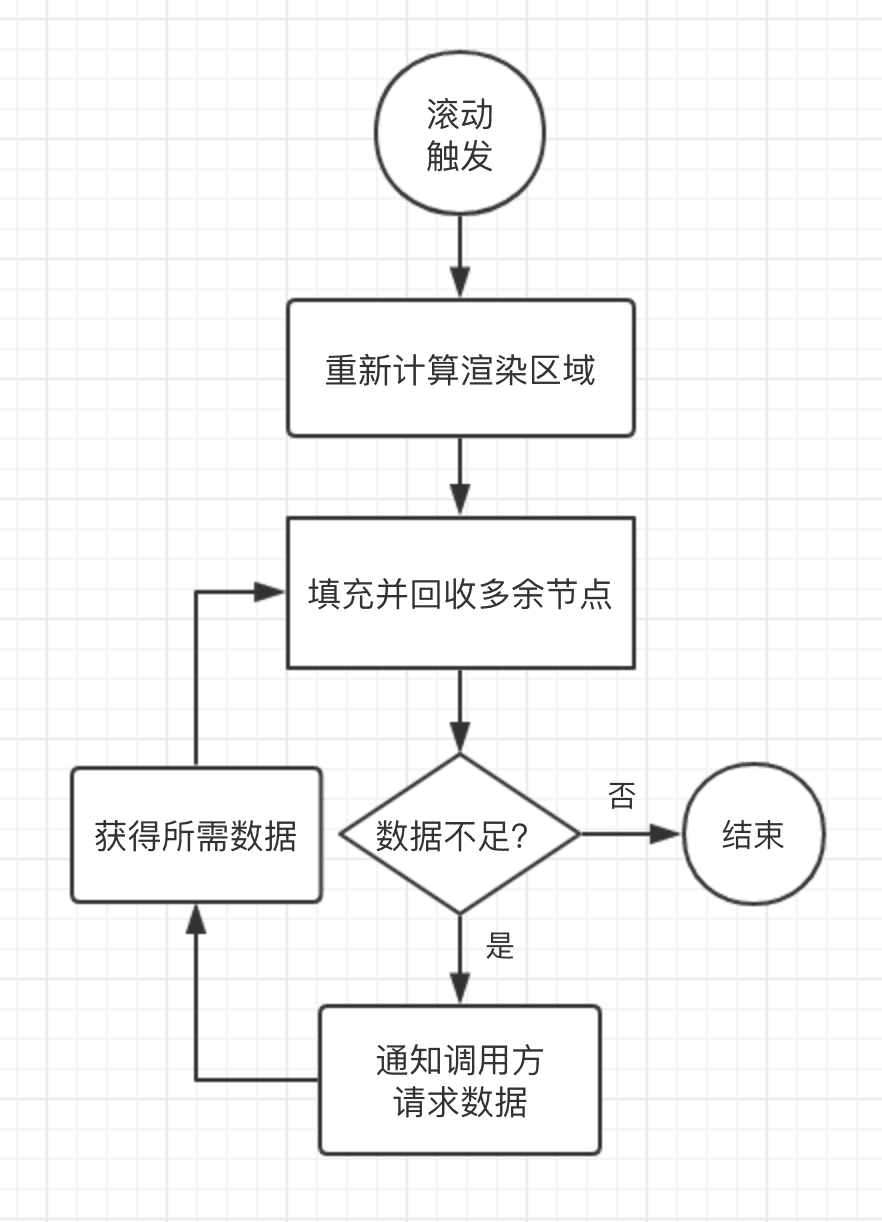 滚动
触发
重新计算渲染区域
填充并回收多余节点
获得所需数据
数据不足?
否
结束
是
通知调用方
请求数据